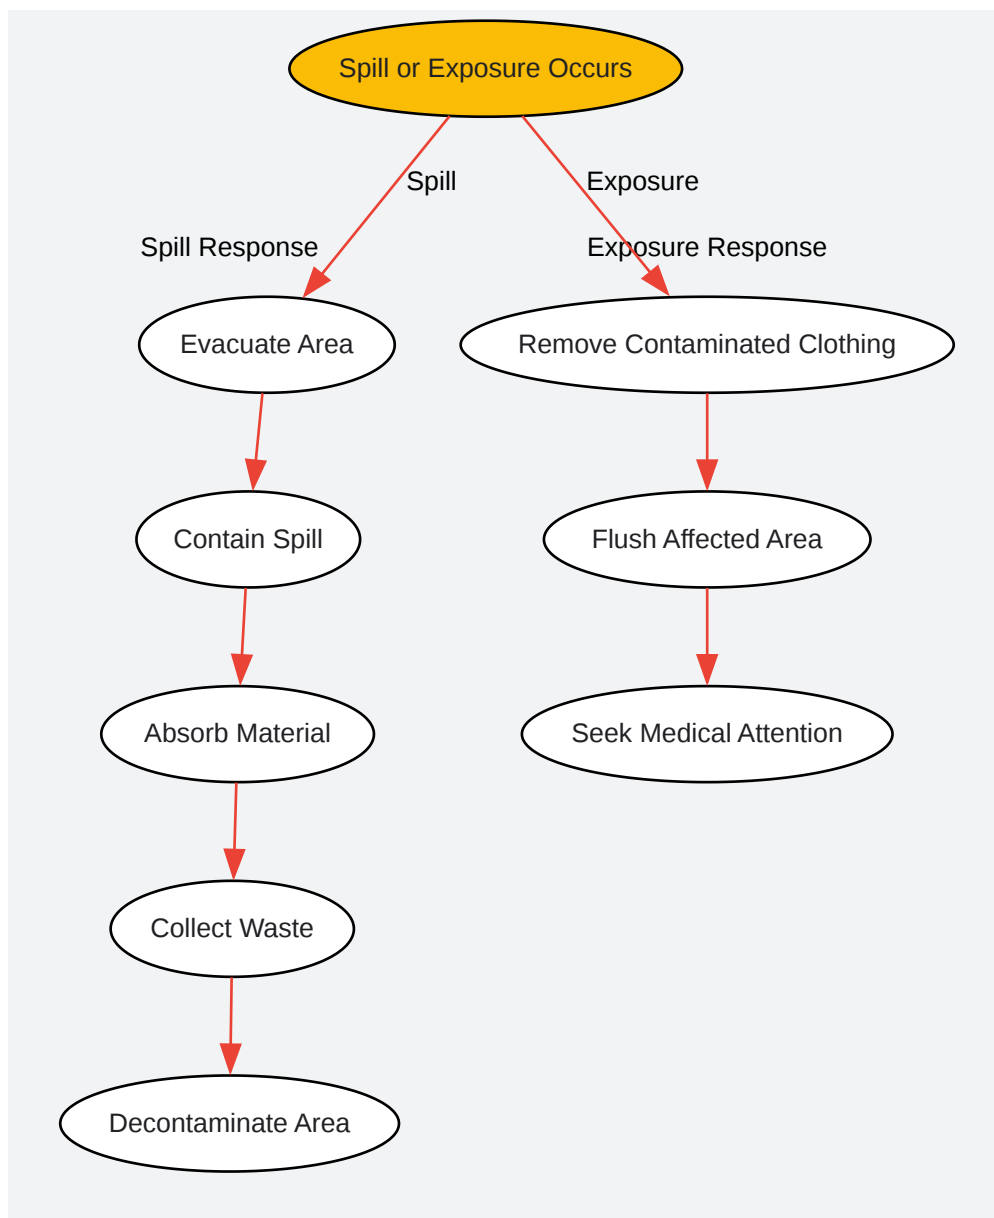 Spill or Exposure Occurs
Spill
Exposure
Spill Response
Exposure Response
Evacuate Area
Remove Contaminated Clothing
Contain Spill
Flush Affected Area
Absorb Material
Seek Medical Attention
Collect Waste
Decontaminate Area